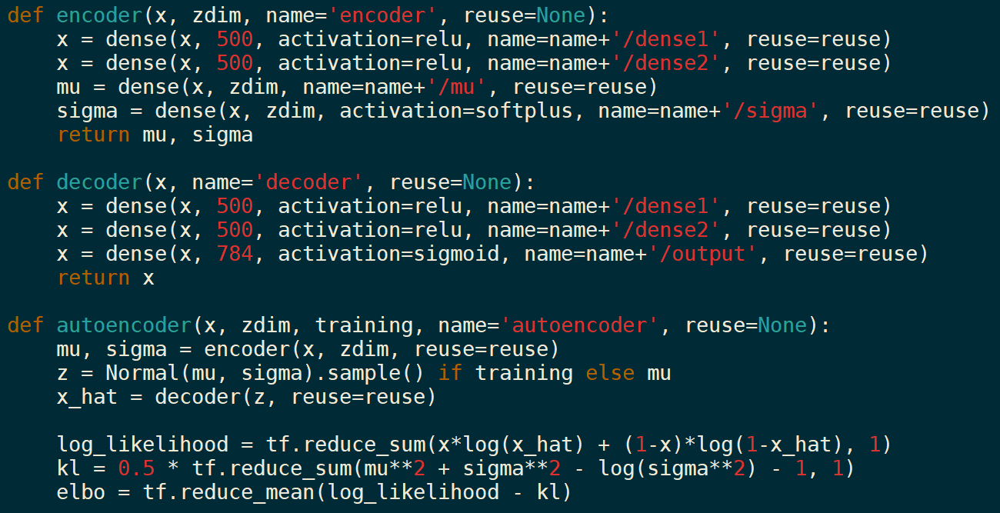 def encoder(x, zdim, name='encoder', reuse=None):
    x = dense(x, 500, activation=relu, name=name+'/dense1', reuse=reuse)
    x = dense(x, 500, activation=relu, name=name+'/dense2', reuse=reuse)
    mu = dense(x, zdim, name=name+'/mu', reuse=reuse)
    sigma = dense(x, zdim, activation=softplus, name=name+'/sigma', reuse=reuse)
    return mu, sigma

def decoder(x, name='decoder', reuse=None):
    x = dense(x, 500, activation=relu, name=name+'/dense1', reuse=reuse)
    x = dense(x, 500, activation=relu, name=name+'/dense2', reuse=reuse)
    x = dense(x, 784, activation=sigmoid, name=name+'/output', reuse=reuse)
    return x

def autoencoder(x, zdim, training, name='autoencoder', reuse=None):
    mu, sigma = encoder(x, zdim, reuse=reuse)
    z = Normal(mu, sigma).sample() if training else mu
    x_hat = decoder(z, reuse=reuse)

    log_likelihood = tf.reduce_sum(x*log(x_hat) + (1-x)*log(1-x_hat), 1)
    kl = 0.5 * tf.reduce_sum(mu**2 + sigma**2 - log(sigma**2) - 1, 1)
    elbo = tf.reduce_mean(log_likelihood - kl)